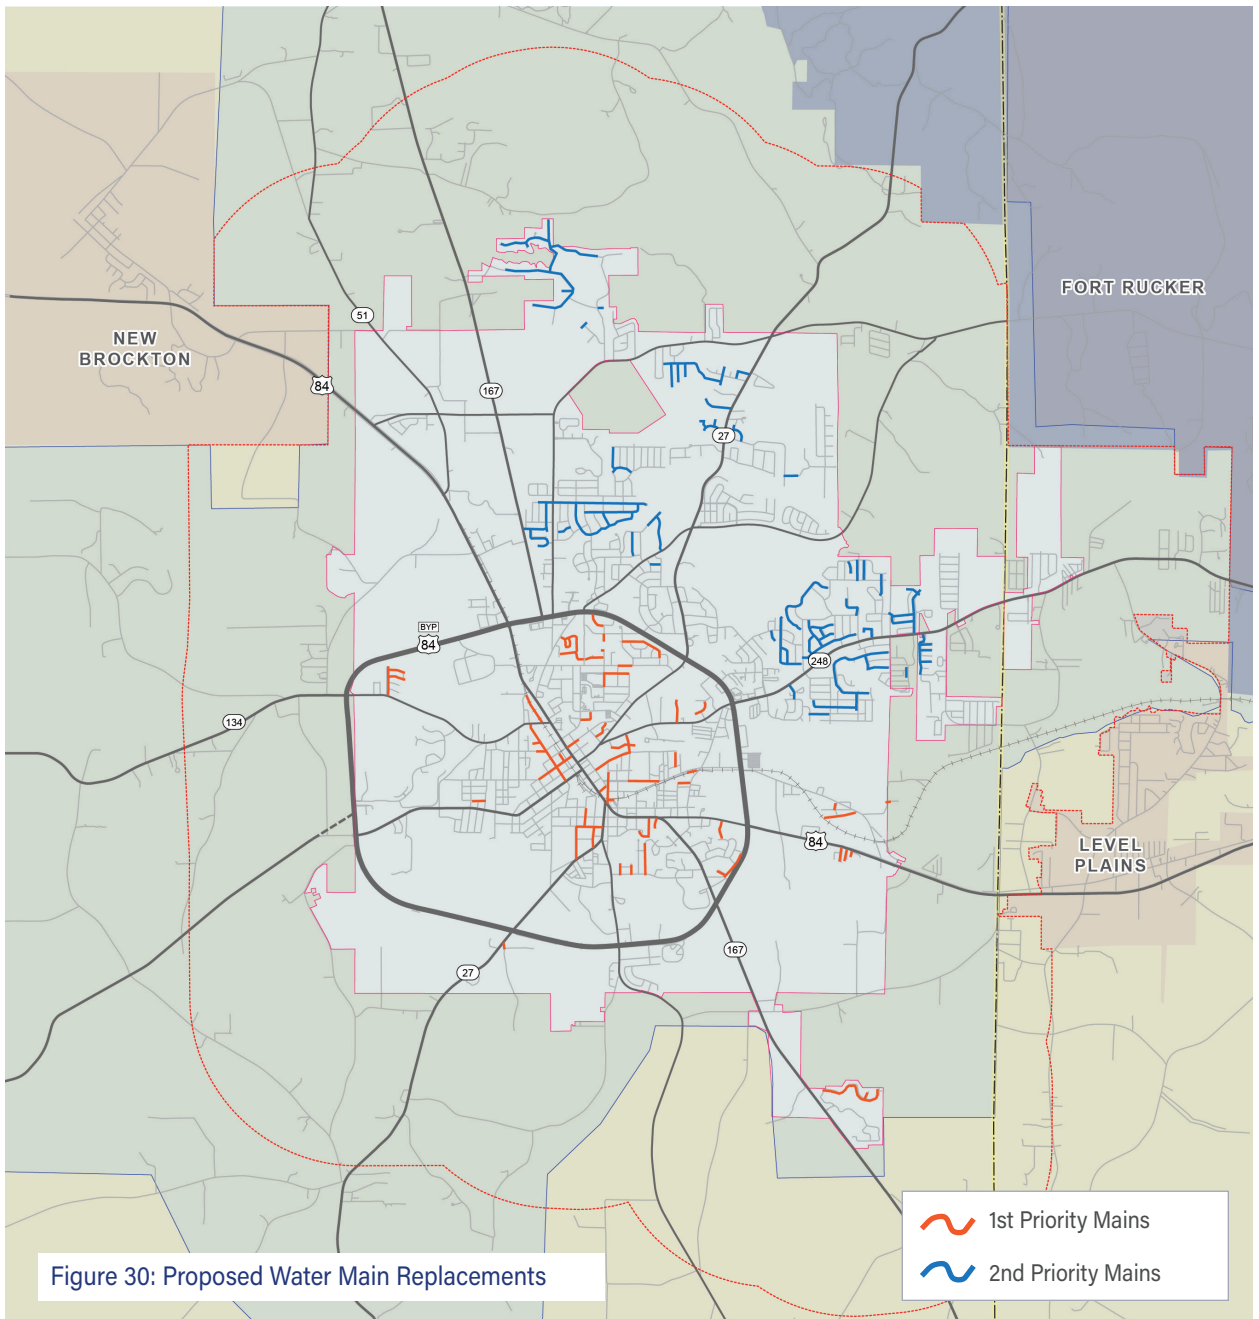 FORT RUCKER
51
NEW
BROCKTON
84
167
27
BYP
84
248
134
84
LEVEL
PLAINS
167
27
1st Priority Mains
2nd Priority Mains
Figure 30: Proposed Water Main Replacements